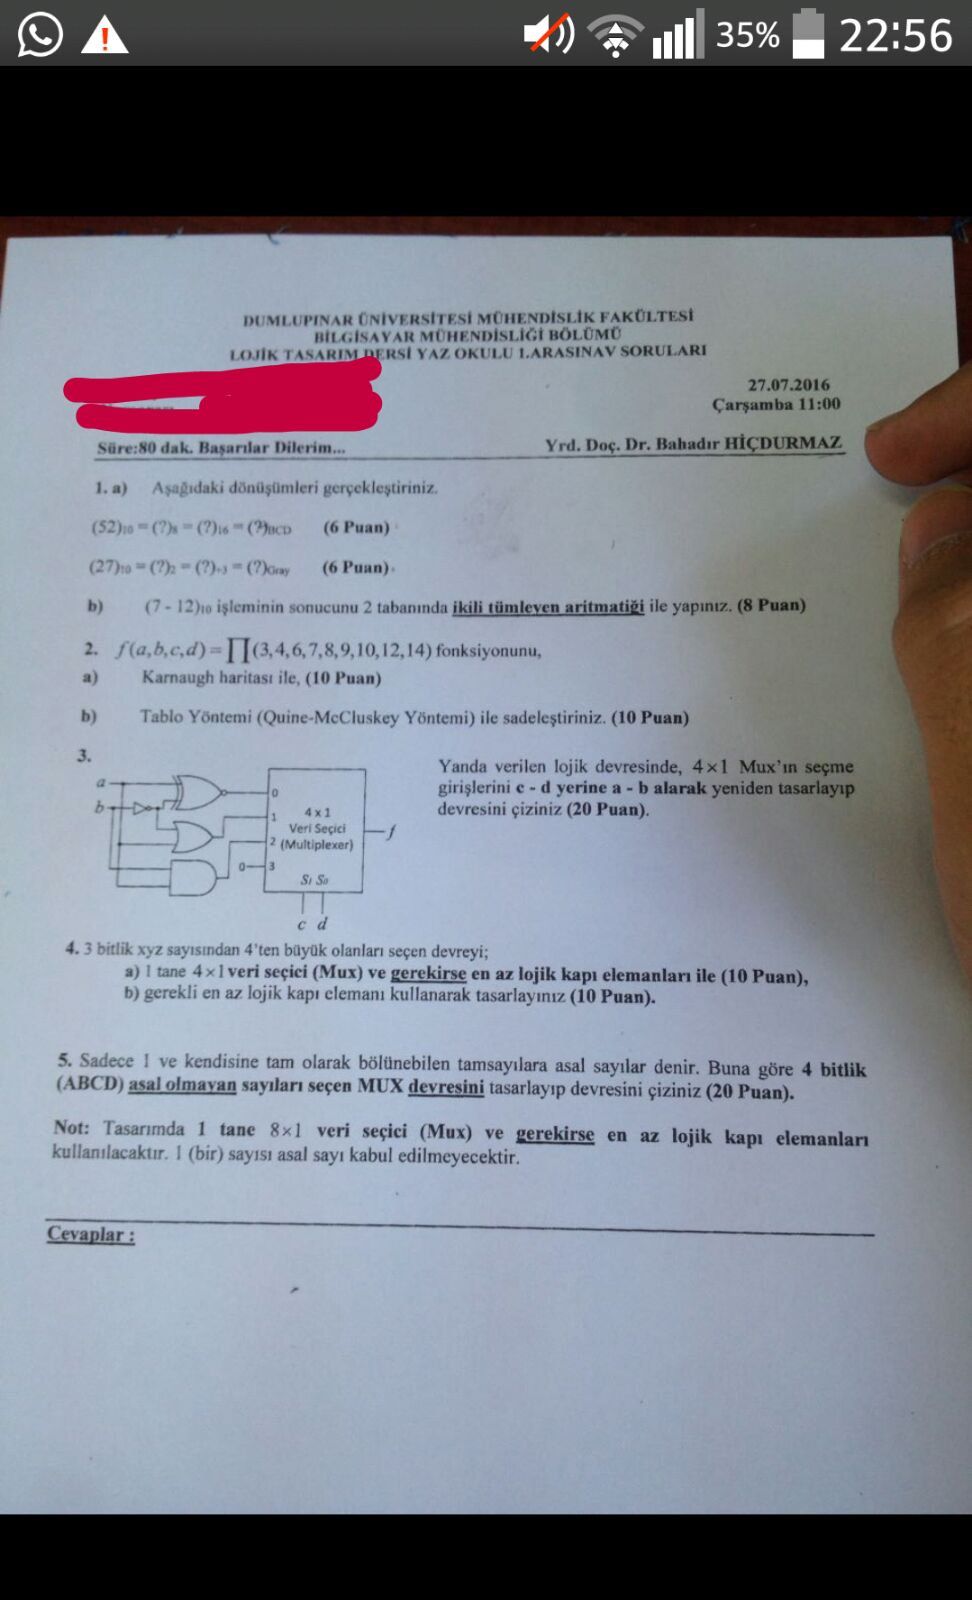 35% 22:56
DUMLUPINAR ÜNİVERSİTESİ MÜHENDİSLİK FAKÜLTESİ
BİLGİSAYAR MÜHENDİSLİĞİ BÖLÜMÜ
LOJİK TASARIM DERSİ YAZ OKULU 1.ARASINAV SORULARI
27.07.2016
Çarşamba 11:00
Süre:80 dak. Başarılar Dilerim... Yrd. Doç. Dr. Bahadır HİÇDURMAZ
1. a) Aşağıdaki dönüşümleri gerçekleştiriniz.
(52)₁₀ = (?)₈ = (?)₁₆ = (?)BCD (6 Puan)
(27)₁₀ = (?)₂ = (?)₊₃ = (?)Gray (6 Puan)
b) (7 - 12)₁₀ işleminin sonucunu 2 tabanında ikili tümleyen aritmatiği ile yapınız. (8 Puan)
2. f(a,b,c,d) = ∏(3,4,6,7,8,9,10,12,14) fonksiyonunu,
a) Karnaugh haritası ile, (10 Puan)
b) Tablo Yöntemi (Quine-McCluskey Yöntemi) ile sadeleştiriniz. (10 Puan)
3.
a
b
0
1
2
0 3
4×1
Veri Seçici
(Multiplexer)
S₁ S₀
f
c d
Yanda verilen lojik devresinde, 4×1 Mux'ın seçme
girişlerini c - d yerine a - b alarak yeniden tasarlayıp
devresini çiziniz (20 Puan).
4. 3 bitlik xyz sayısından 4'ten büyük olanları seçen devreyi;
a) 1 tane 4×1 veri seçici (Mux) ve gerekirse en az lojik kapı elemanları ile (10 Puan),
b) gerekli en az lojik kapı elemanı kullanarak tasarlayınız (10 Puan).
5. Sadece 1 ve kendisine tam olarak bölünebilen tamsayılara asal sayılar denir. Buna göre 4 bitlik
(ABCD) asal olmayan sayıları seçen MUX devresini tasarlayıp devresini çiziniz (20 Puan).
Not: Tasarımda 1 tane 8×1 veri seçici (Mux) ve gerekirse en az lojik kapı elemanları
kullanılacaktır. 1 (bir) sayısı asal sayı kabul edilmeyecektir.
Cevaplar :